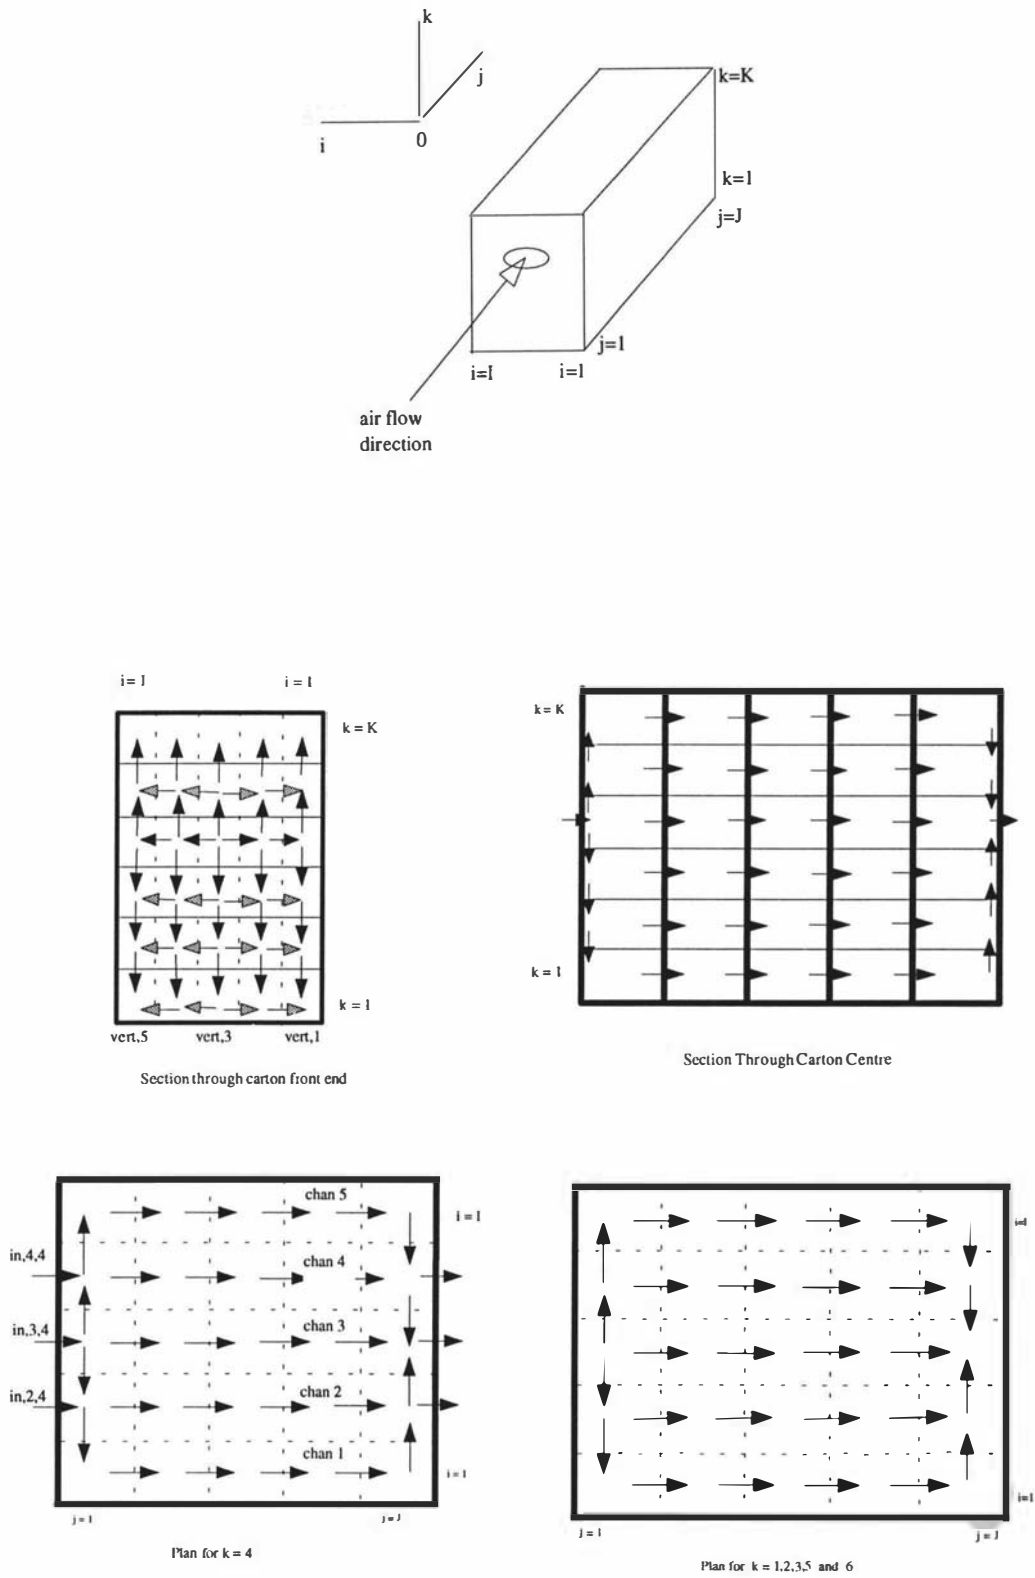 k
j
i
0
k=K
k=1
j=J
j=1
i=I
i=1
air flow
direction
i= I
i = 1
k = K
k = 1
vert,5
vert,3
vert,1
Section through carton front end
k = K
k = 1
Section Through Carton Centre
chan 5
i = I
in,4,4
chan 4
in,3,4
chan 3
in,2,4
chan 2
chan 1
i = 1
j = 1
j = J
Plan for k = 4
i=I
i=1
j = 1
j = J
Plan for k = 1,2,3,5 and 6